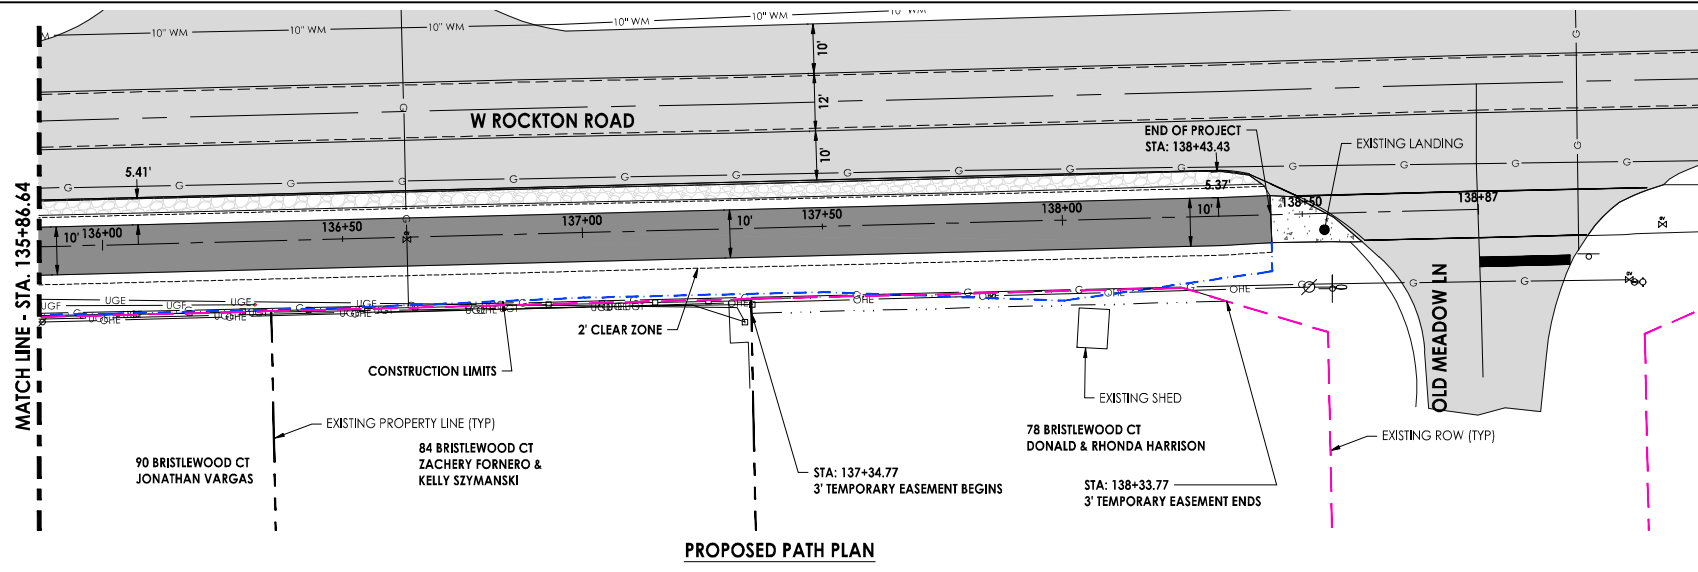 10" WM
10" WM
10" WM
10" WM
10" WM
10'
12'
10'
W ROCKTON ROAD
END OF PROJECT
STA: 138+43.43
EXISTING LANDING
5.41'
5.37'
G G G G G G G G G G G G G G G
MATCH LINE - STA. 135+86.64
10'
136+00
136+50
137+00
10'
137+50
138+00
10'
138+50
138+87
UGE UGE UGE
OHE OHE OHE OHE
2' CLEAR ZONE
CONSTRUCTION LIMITS
EXISTING SHED
OLD MEADOW LN
EXISTING PROPERTY LINE (TYP)
EXISTING ROW (TYP)
90 BRISTLEWOOD CT
JONATHAN VARGAS
84 BRISTLEWOOD CT
ZACHERY FORNERO &
KELLY SZYMANSKI
78 BRISTLEWOOD CT
DONALD & RHONDA HARRISON
STA: 137+34.77
3' TEMPORARY EASEMENT BEGINS
STA: 138+33.77
3' TEMPORARY EASEMENT ENDS
PROPOSED PATH PLAN